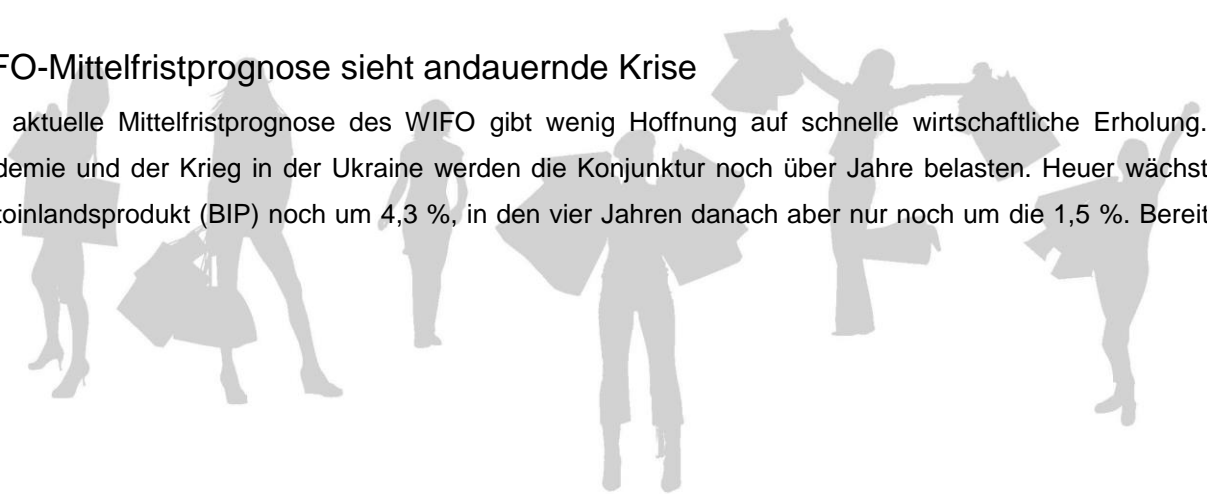 FO-Mittelfristprognose sieht andauernde Krise
aktuelle Mittelfristprognose des WIFO gibt wenig Hoffnung auf schnelle wirtschaftliche Erholung.
demie und der Krieg in der Ukraine werden die Konjunktur noch über Jahre belasten. Heuer wächst
toinlandsprodukt (BIP) noch um 4,3 %, in den vier Jahren danach aber nur noch um die 1,5 %. Bereit